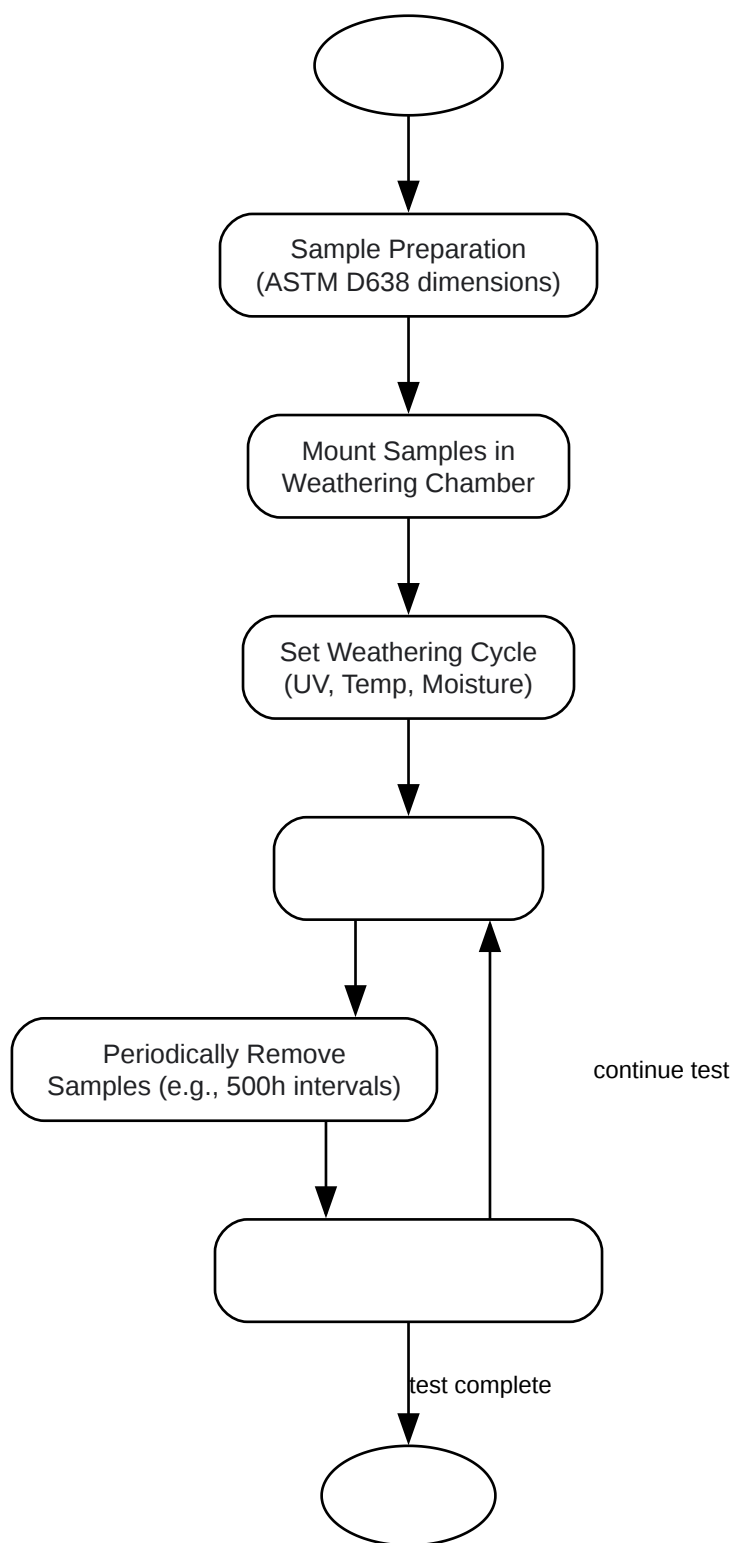 Sample Preparation
(ASTM D638 dimensions)
Mount Samples in
Weathering Chamber
Set Weathering Cycle
(UV, Temp, Moisture)
Periodically Remove
Samples (e.g., 500h intervals)
continue test
test complete